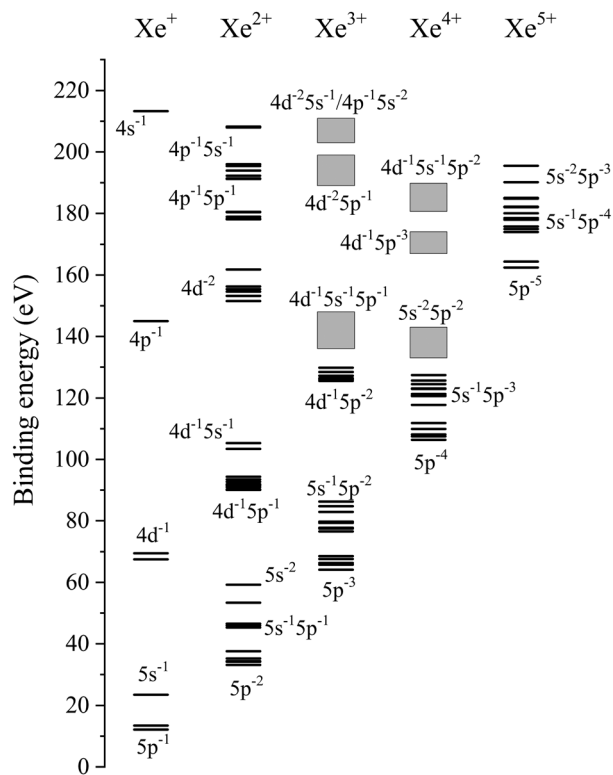 Xe⁺ Xe²⁺ Xe³⁺ Xe⁴⁺ Xe⁵⁺
Binding energy (eV)
220
200
180
160
140
120
100
80
60
40
20
0
4s⁻¹
4p⁻¹
4d⁻¹
5s⁻¹
5p⁻¹
4p⁻¹5s⁻¹
4p⁻¹5p⁻¹
4d⁻²
4d⁻¹5s⁻¹
4d⁻¹5p⁻¹
5s⁻²
5s⁻¹5p⁻¹
5p⁻²
4d⁻²5s⁻¹/4p⁻¹5s⁻²
4d⁻²5p⁻¹
4d⁻¹5s⁻¹5p⁻¹
4d⁻¹5p⁻²
5s⁻¹5p⁻²
5p⁻³
4d⁻¹5s⁻¹5p⁻²
4d⁻¹5p⁻³
5s⁻²5p⁻²
5s⁻¹5p⁻³
5p⁻⁴
5s⁻²5p⁻³
5s⁻¹5p⁻⁴
5p⁻⁵